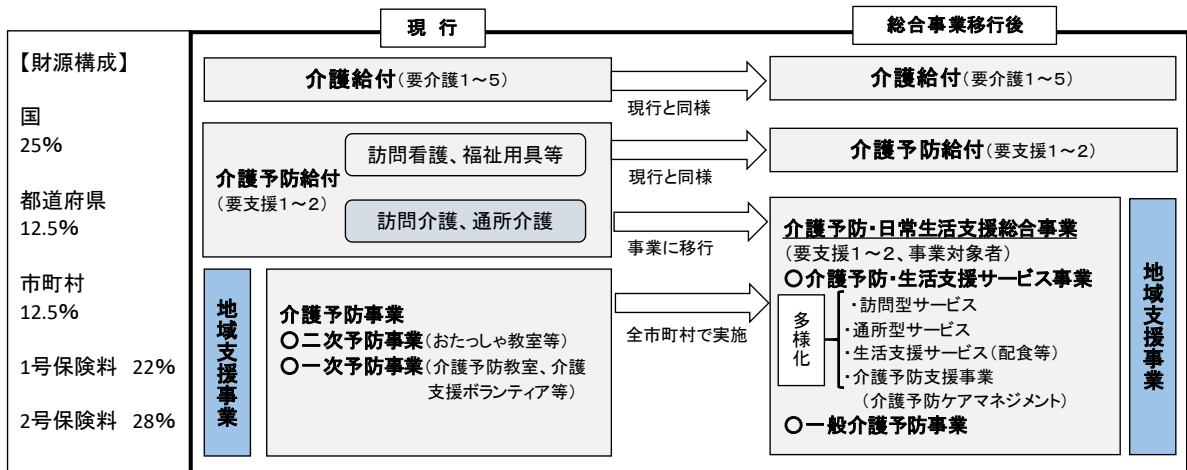 現 行
総合事業移行後
【財源構成】
国
25%
都道府県
12.5%
市町村
12.5%
1号保険料 22%
2号保険料 28%
介護給付(要介護1~5)
現行と同様
介護給付(要介護1~5)
介護予防給付
(要支援1~2)
訪問看護、福祉用具等
訪問介護、通所介護
現行と同様
介護予防給付(要支援1~2)
事業に移行
地域支援事業
介護予防事業
○二次予防事業(おたっしゃ教室等)
○一次予防事業(介護予防教室、介護
支援ボランティア等)
全市町村で実施
介護予防・日常生活支援総合事業
(要支援1~2、事業対象者)
○介護予防・生活支援サービス事業
多様化
・訪問型サービス
・通所型サービス
・生活支援サービス(配食等)
・介護予防支援事業
(介護予防ケアマネジメント)
○一般介護予防事業
地域支援事業